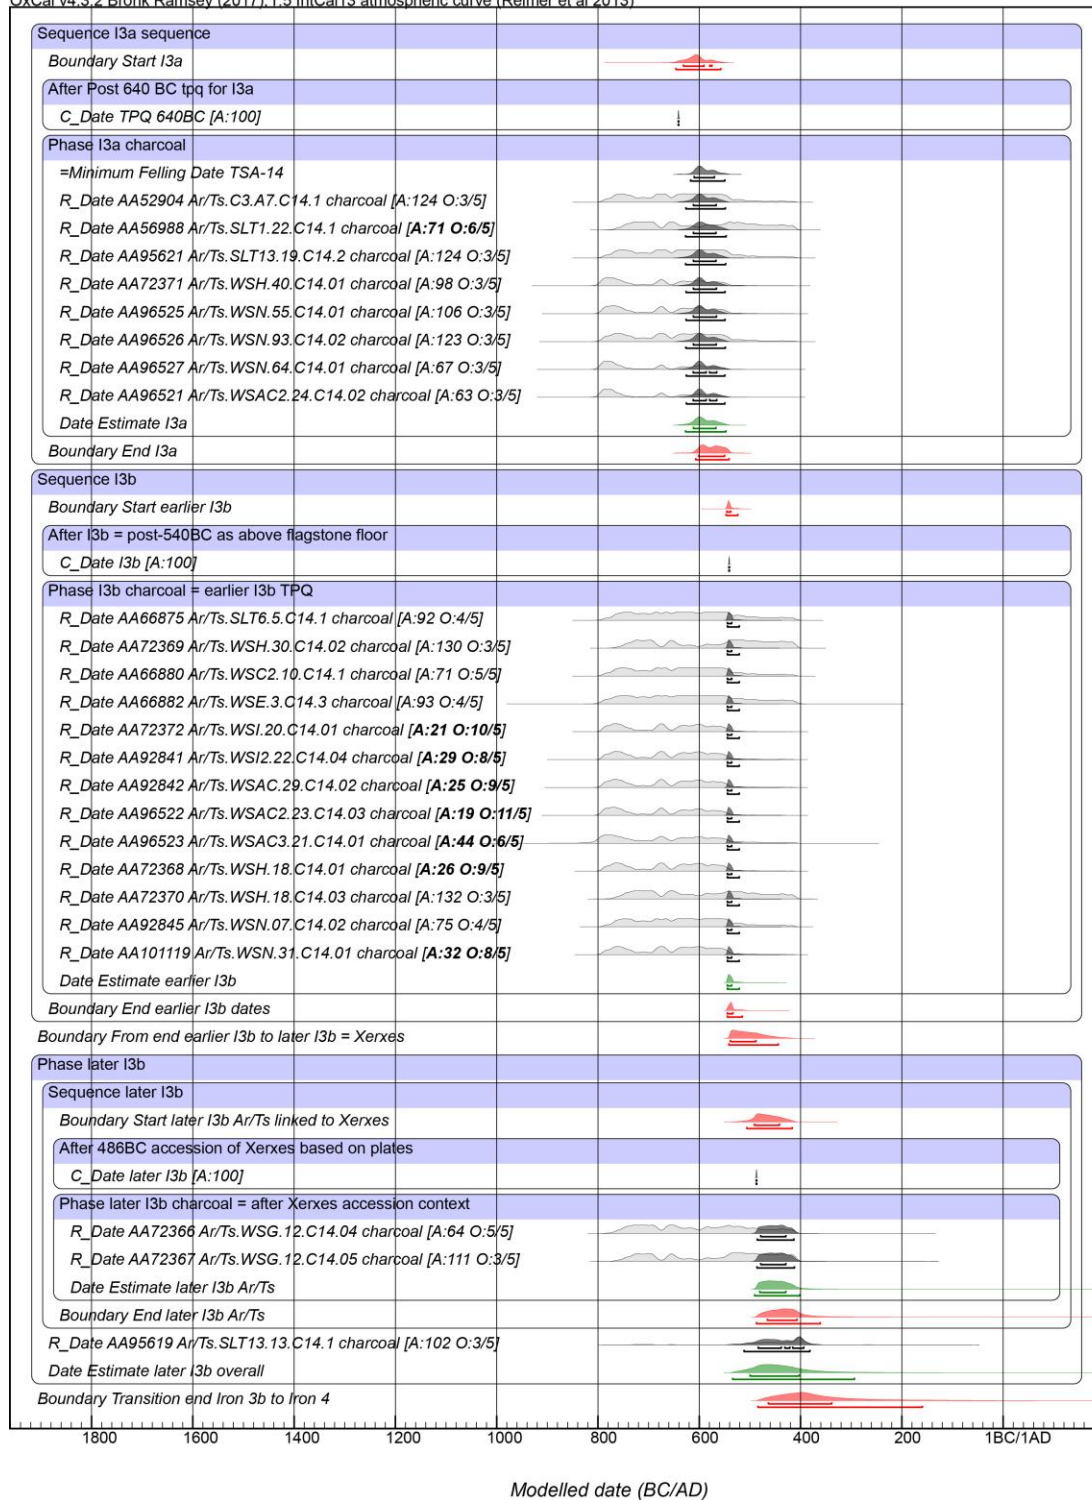 OxCal v4.3.2 Bronk Ramsey (2017); r:5 IntCal13 atmospheric curve (Reimer et al 2013)
Sequence I3a sequence
Boundary Start I3a
After Post 640 BC tpq for I3a
C_Date TPQ 640BC [A:100]
Phase I3a charcoal
=Minimum Felling Date TSA-14
R_Date AA52904 Ar/Ts.C3.A7.C14.1 charcoal [A:124 O:3/5]
R_Date AA56988 Ar/Ts.SLT1.22.C14.1 charcoal [A:71 O:6/5]
R_Date AA95621 Ar/Ts.SLT13.19.C14.2 charcoal [A:124 O:3/5]
R_Date AA72371 Ar/Ts.WSH.40.C14.01 charcoal [A:98 O:3/5]
R_Date AA96525 Ar/Ts.WSN.55.C14.01 charcoal [A:106 O:3/5]
R_Date AA96526 Ar/Ts.WSN.93.C14.02 charcoal [A:123 O:3/5]
R_Date AA96527 Ar/Ts.WSN.64.C14.01 charcoal [A:67 O:3/5]
R_Date AA96521 Ar/Ts.WSAC2.24.C14.02 charcoal [A:63 O:3/5]
Date Estimate I3a
Boundary End I3a
Sequence I3b
Boundary Start earlier I3b
After I3b = post-540BC as above flagstone floor
C_Date I3b [A:100]
Phase I3b charcoal = earlier I3b TPQ
R_Date AA66875 Ar/Ts.SLT6.5.C14.1 charcoal [A:92 O:4/5]
R_Date AA72369 Ar/Ts.WSH.30.C14.02 charcoal [A:130 O:3/5]
R_Date AA66880 Ar/Ts.WSC2.10.C14.1 charcoal [A:71 O:5/5]
R_Date AA66882 Ar/Ts.WSE.3.C14.3 charcoal [A:93 O:4/5]
R_Date AA72372 Ar/Ts.WSI.20.C14.01 charcoal [A:21 O:10/5]
R_Date AA92841 Ar/Ts.WSI2.22.C14.04 charcoal [A:29 O:8/5]
R_Date AA92842 Ar/Ts.WSAC.29.C14.02 charcoal [A:25 O:9/5]
R_Date AA96522 Ar/Ts.WSAC2.23.C14.03 charcoal [A:19 O:11/5]
R_Date AA96523 Ar/Ts.WSAC3.21.C14.01 charcoal [A:44 O:6/5]
R_Date AA72368 Ar/Ts.WSH.18.C14.01 charcoal [A:26 O:9/5]
R_Date AA72370 Ar/Ts.WSH.18.C14.03 charcoal [A:132 O:3/5]
R_Date AA92845 Ar/Ts.WSN.07.C14.02 charcoal [A:75 O:4/5]
R_Date AA101119 Ar/Ts.WSN.31.C14.01 charcoal [A:32 O:8/5]
Date Estimate earlier I3b
Boundary End earlier I3b dates
Boundary From end earlier I3b to later I3b = Xerxes
Phase later I3b
Sequence later I3b
Boundary Start later I3b Ar/Ts linked to Xerxes
After 486BC accession of Xerxes based on plates
C_Date later I3b [A:100]
Phase later I3b charcoal = after Xerxes accession context
R_Date AA72366 Ar/Ts.WSG.12.C14.04 charcoal [A:64 O:5/5]
R_Date AA72367 Ar/Ts.WSG.12.C14.05 charcoal [A:111 O:3/5]
Date Estimate later I3b Ar/Ts
Boundary End later I3b Ar/Ts
R_Date AA95619 Ar/Ts.SLT13.13.C14.1 charcoal [A:102 O:3/5]
Date Estimate later I3b overall
Boundary Transition end Iron 3b to Iron 4
1800 1600 1400 1200 1000 800 600 400 200 1BC/1AD
Modelled date (BC/AD)